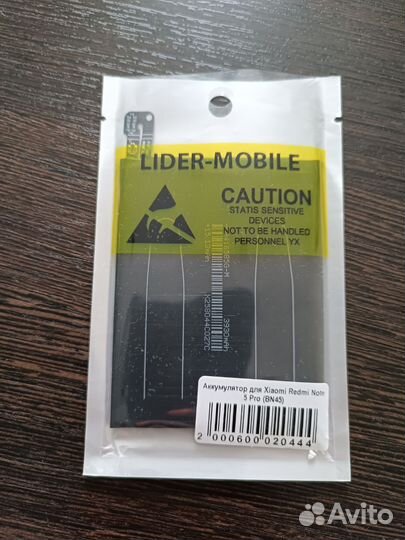 LIDER-MOBILE
CAUTION
STATIS SENSITIVE
DEVICES
NOT TO BE HANDLED
PERSONNEL YX
3930mAh
Аккумулятор для Xiaomi Redmi Note
5 Pro (BN45)
2 000600 020444
Avito